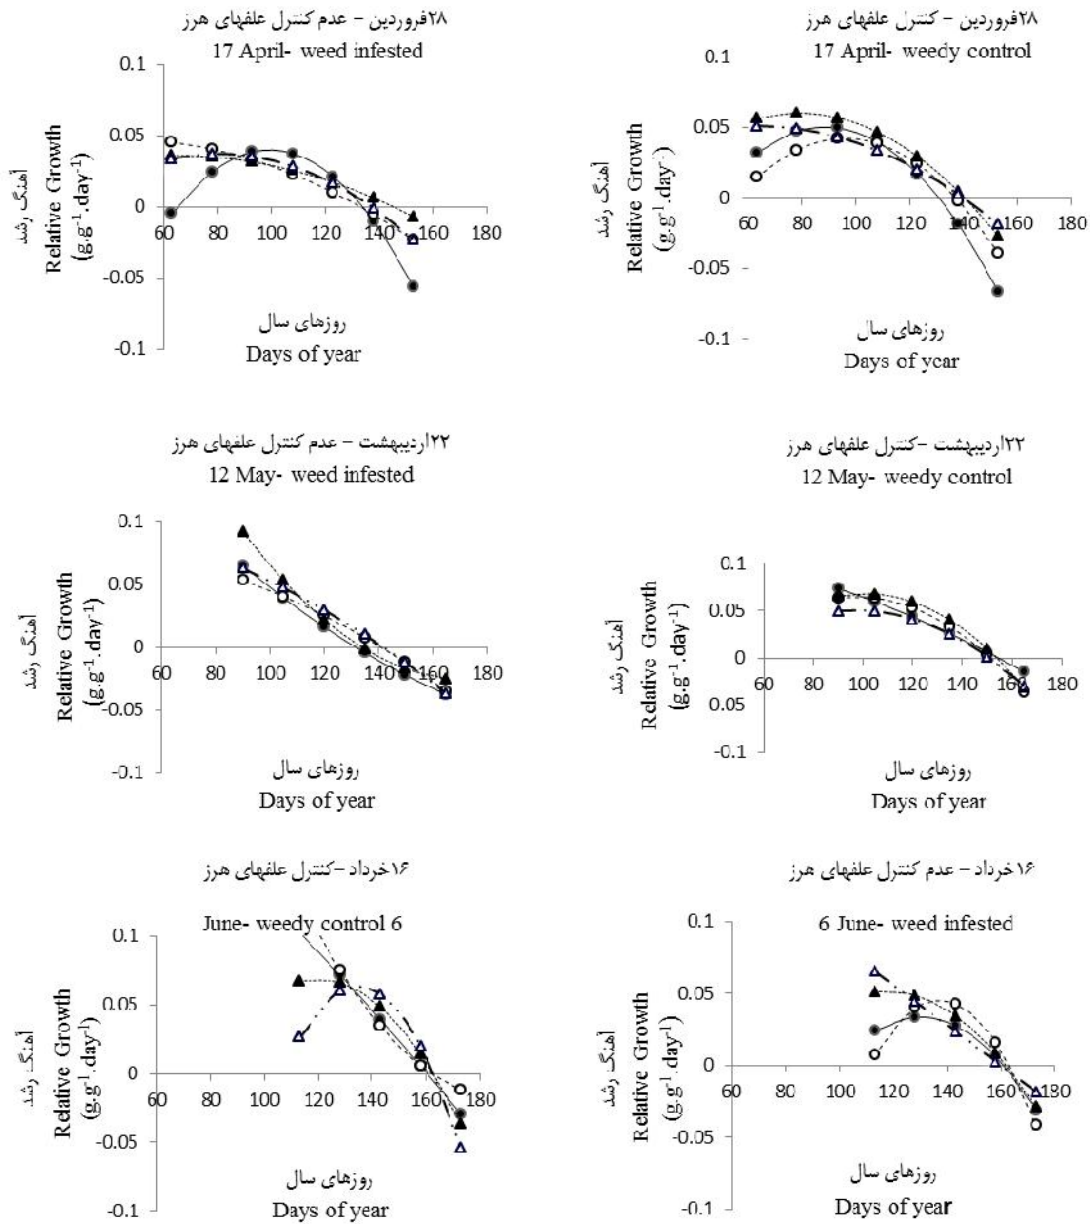 ۲۸فروردین – عدم کنترل علفهای هرز
17 April- weed infested
0.1
0.05
0
-0.05
-0.1
60 80 100 120 140 160 180
آهنگ رشد
Relative Growth
(g.g-1.day-1)
روزهای سال
Days of year
۲۸فروردین – کنترل علفهای هرز
17 April- weedy control
0.1
0.05
0
-0.05
-0.1
60 80 100 120 140 160 180
آهنگ رشد
Relative Growth
(g.g-1.day-1)
روزهای سال
Days of year
۲۲اردیبهشت – عدم کنترل علفهای هرز
12 May- weed infested
0.1
0.05
0
-0.05
-0.1
60 80 100 120 140 160 180
آهنگ رشد
Relative Growth
(g.g-1.day-1)
روزهای سال
Days of year
۲۲اردیبهشت –کنترل علفهای هرز
12 May- weedy control
0.1
0.05
0
0.05
-0.1
60 80 100 120 140 160 180
آهنگ رشد
Relative Growth
(g.g-1.day-1)
روزهای سال
Days of year
۱۶خرداد –کنترل علفهای هرز
June- weedy control 6
0.1
0.05
0
-0.05
-0.1
60 80 100 120 140 160 180
آهنگ رشد
Relative Growth
(g.g-1.day-1)
روزهای سال
Days of year
۱۶خرداد – عدم کنترل علفهای هرز
6 June- weed infested
0.1
0.05
0
-0.05
-0.1
60 80 100 120 140 160 180
آهنگ رشد
Relative Growth
(g.g-1.day-1)
روزهای سال
Days of year